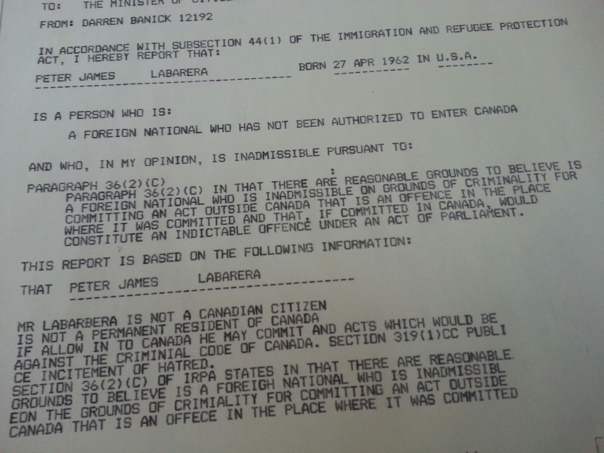 TO: THE MINISTER OF
FROM: DARREN BANICK 12192
IN ACCORDANCE WITH SUBSECTION 44(1) OF THE IMMIGRATION AND REFUGEE PROTECTION
ACT, I HEREBY REPORT THAT:
PETER JAMES LABARERA BORN 27 APR 1962 IN U.S.A.
IS A PERSON WHO IS:
A FOREIGN NATIONAL WHO HAS NOT BEEN AUTHORIZED TO ENTER CANADA
AND WHO, IN MY OPINION, IS INADMISSIBLE PURSUANT TO:
PARAGRAPH 36(2)(C)
PARAGRAPH 36(2)(C) IN THAT THERE ARE REASONABLE GROUNDS TO BELIEVE IS
A FOREIGN NATIONAL WHO IS INADMISSIBLE ON GROUNDS OF CRIMINALITY FOR
COMMITTING AN ACT OUTSIDE CANADA THAT IS AN OFFENCE IN THE PLACE
WHERE IT WAS COMMITTED AND THAT, IF COMMITTED IN CANADA, WOULD
CONSTITUTE AN INDICTABLE OFFENCE UNDER AN ACT OF PARLIAMENT.
THIS REPORT IS BASED ON THE FOLLOWING INFORMATION:
THAT PETER JAMES LABARERA
MR LABARBERA IS NOT A CANADIAN CITIZEN
IS NOT A PERMANENT RESIDENT OF CANADA
IF ALLOW IN TO CANADA HE MAY COMMIT AND ACTS WHICH WOULD BE
AGAINST THE CRIMINIAL CODE OF CANADA. SECTION 319(1)CC PUBLI
CE INCITEMENT OF HATRED.
SECTION 36(2)(C) OF IRPA STATES IN THAT THERE ARE REASONABLE
GROUNDS TO BELIEVE IS A FOREIGH NATIONAL WHO IS INADMISSIBL
EON THE GROUNDS OF CRIMIALITY FOR COMMITTING AN ACT OUTSIDE
CANADA THAT IS AN OFFECE IN THE PLACE WHERE IT WAS COMMITTED